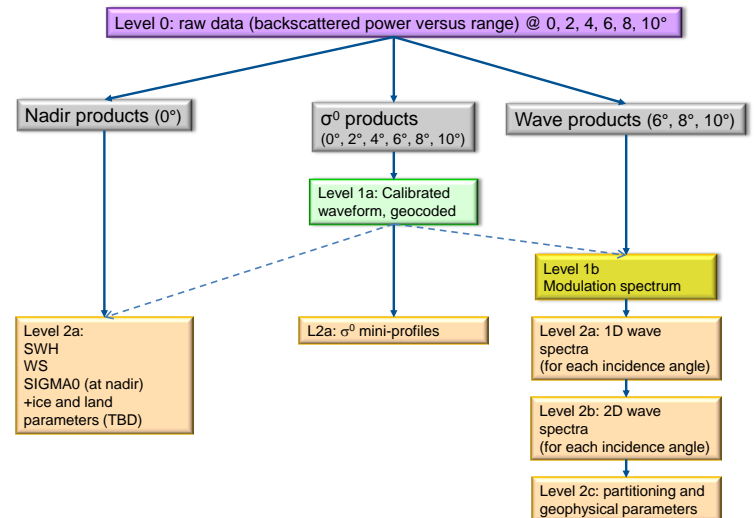 Level 0: raw data (backscattered power versus range) @ 0, 2, 4, 6, 8, 10°
Nadir products (0°)
σ⁰ products
(0°, 2°, 4°, 6°, 8°, 10°)
Wave products (6°, 8°, 10°)
Level 1a: Calibrated
waveform, geocoded
Level 1b
Modulation spectrum
Level 2a:
SWH
WS
SIGMA0 (at nadir)
+ice and land
parameters (TBD)
L2a: σ⁰ mini-profiles
Level 2a: 1D wave
spectra
(for each incidence angle)
Level 2b: 2D wave
spectra
(for each incidence angle)
Level 2c: partitioning and
geophysical parameters